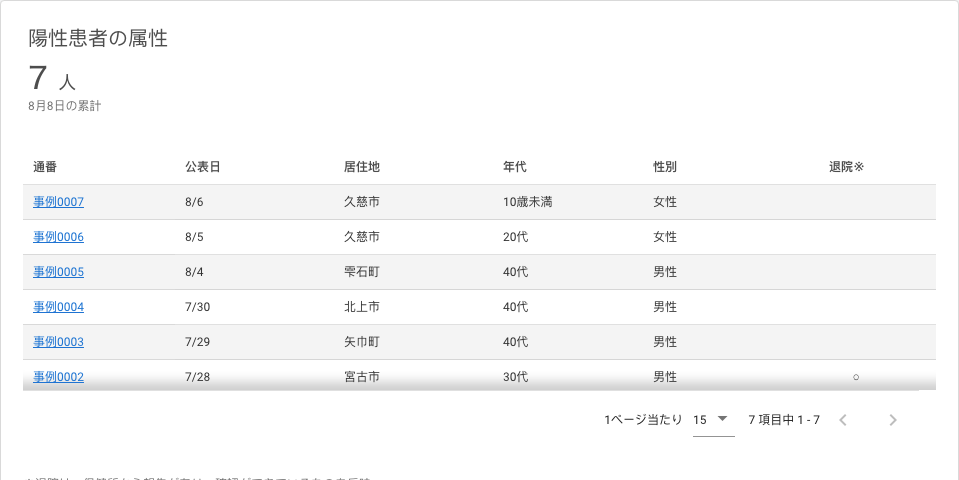 陽性患者の属性
7 人
8月8日の累計
通番 公表日 居住地 年代 性別 退院※
事例0007 8/6 久慈市 10歳未満 女性
事例0006 8/5 久慈市 20代 女性
事例0005 8/4 雫石町 40代 男性
事例0004 7/30 北上市 40代 男性
事例0003 7/29 矢巾町 40代 男性
事例0002 7/28 宮古市 30代 男性 ○
1ページ当たり 15 7 項目中 1 - 7